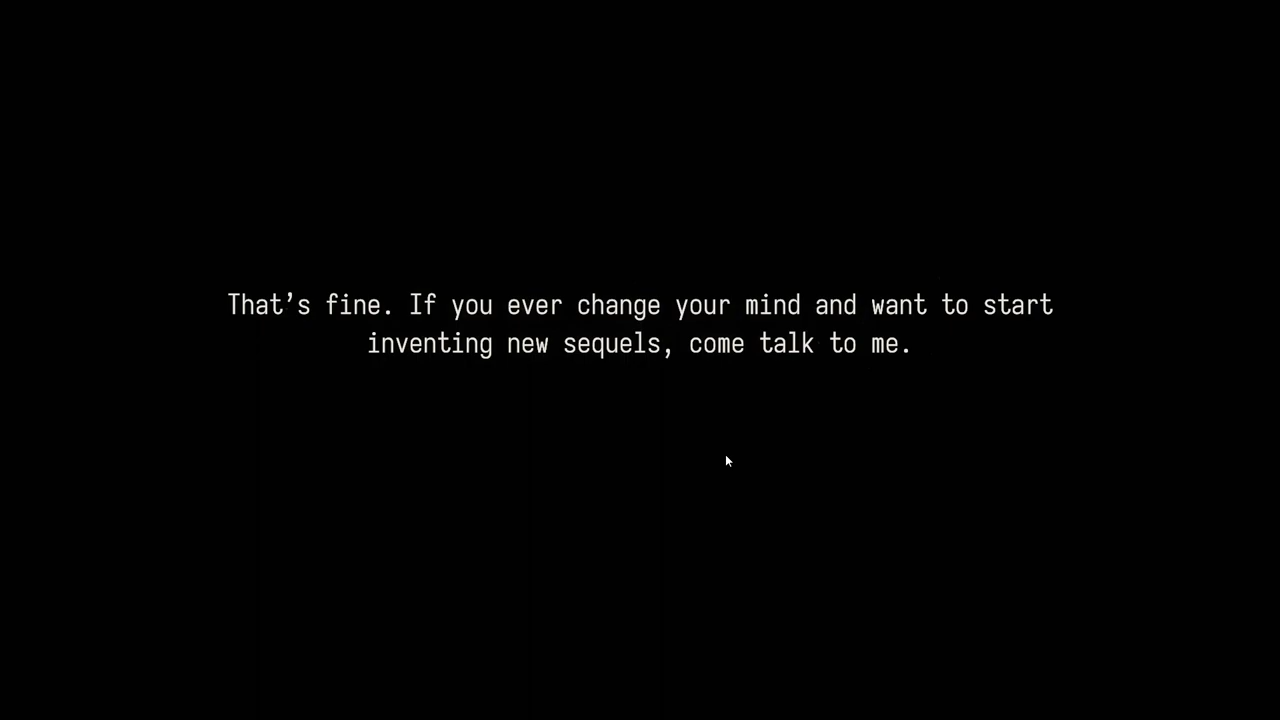 That’s fine. If you ever change your mind and want to start
inventing new sequels, come talk to me.